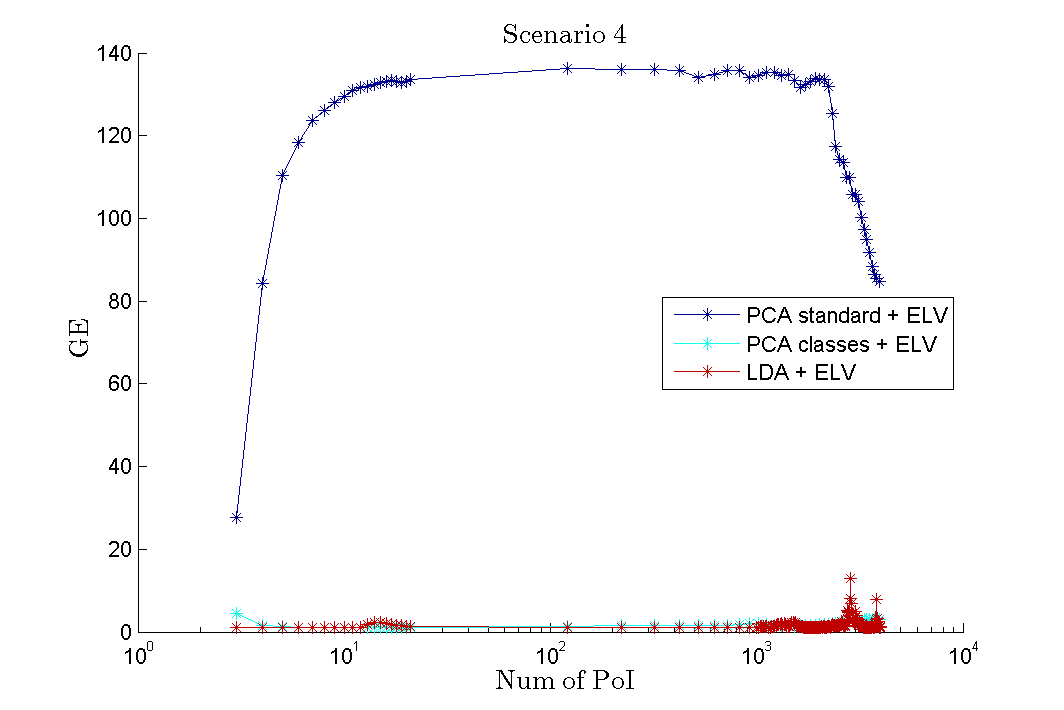 Scenario 4
140
120
100
80
60
40
20
0
GE
PCA standard + ELV
PCA classes + ELV
LDA + ELV
10^0 10^1 10^2 10^3 10^4
Num of PoI